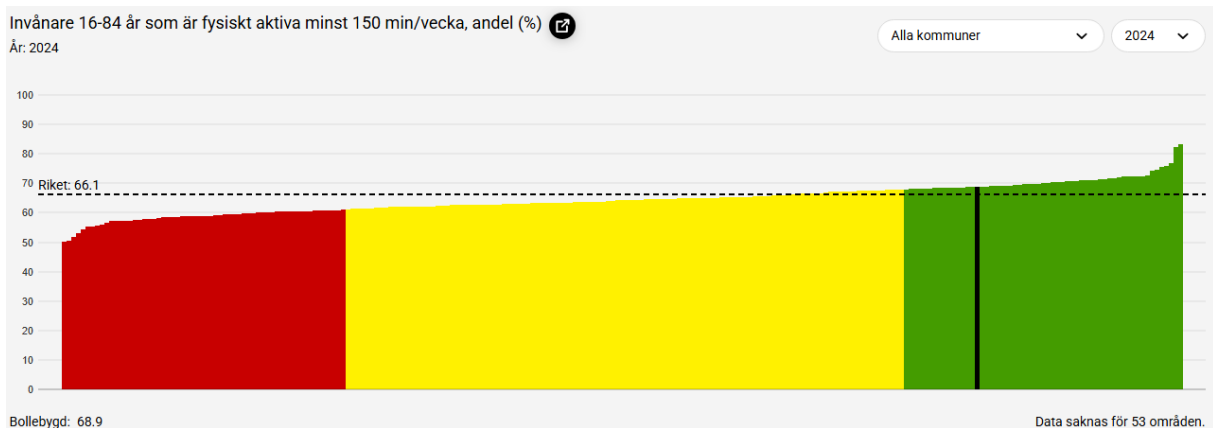 Invånare 16-84 år som är fysiskt aktiva minst 150 min/vecka, andel (%)
År: 2024
Alla kommuner
2024
100
90
80
70
Riket: 66.1
60
50
40
30
20
10
0
Bollebygd: 68.9
Data saknas för 53 områden.